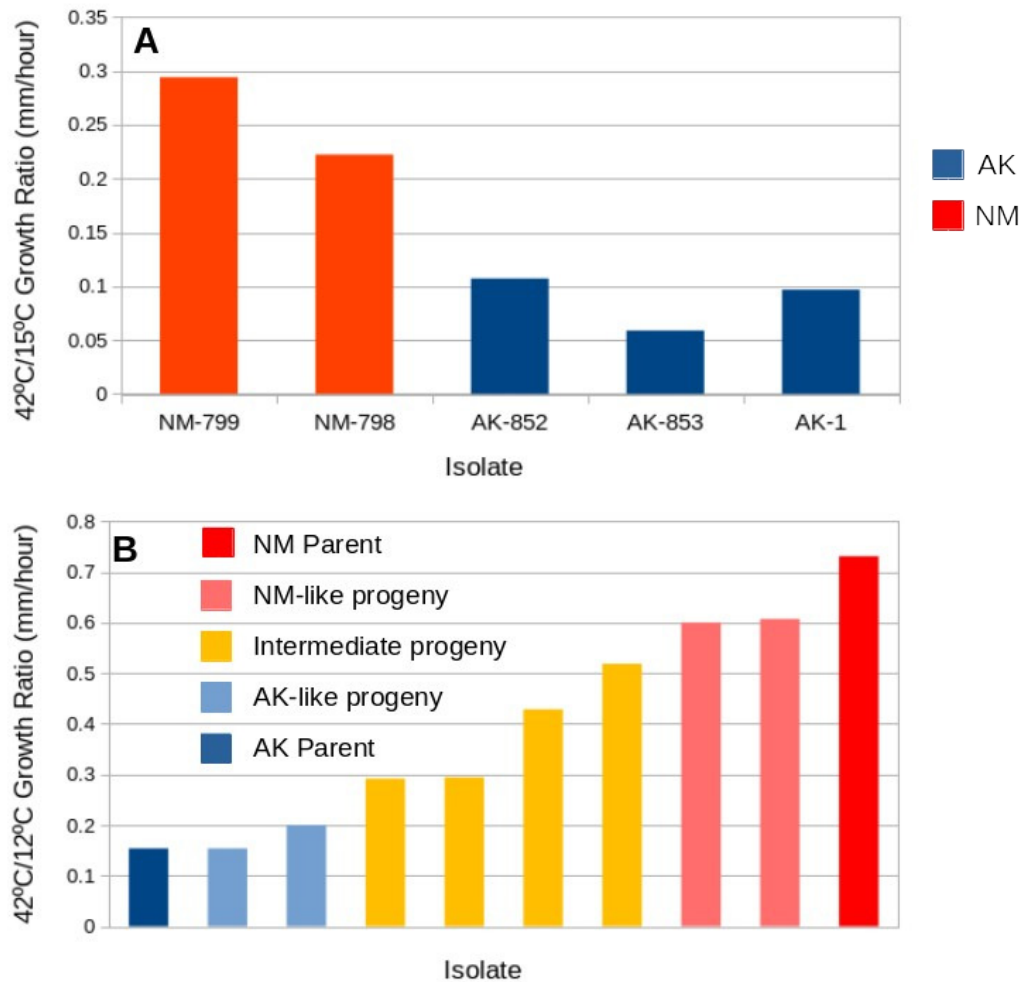 A
42ºC/15ºC Growth Ratio (mm/hour)
0.35
0.3
0.25
0.2
0.15
0.1
0.05
0
NM-799 NM-798 AK-852 AK-853 AK-1
Isolate
AK
NM
B
42ºC/12ºC Growth Ratio (mm/hour)
0.8
0.7
0.6
0.5
0.4
0.3
0.2
0.1
0
NM Parent
NM-like progeny
Intermediate progeny
AK-like progeny
AK Parent
Isolate